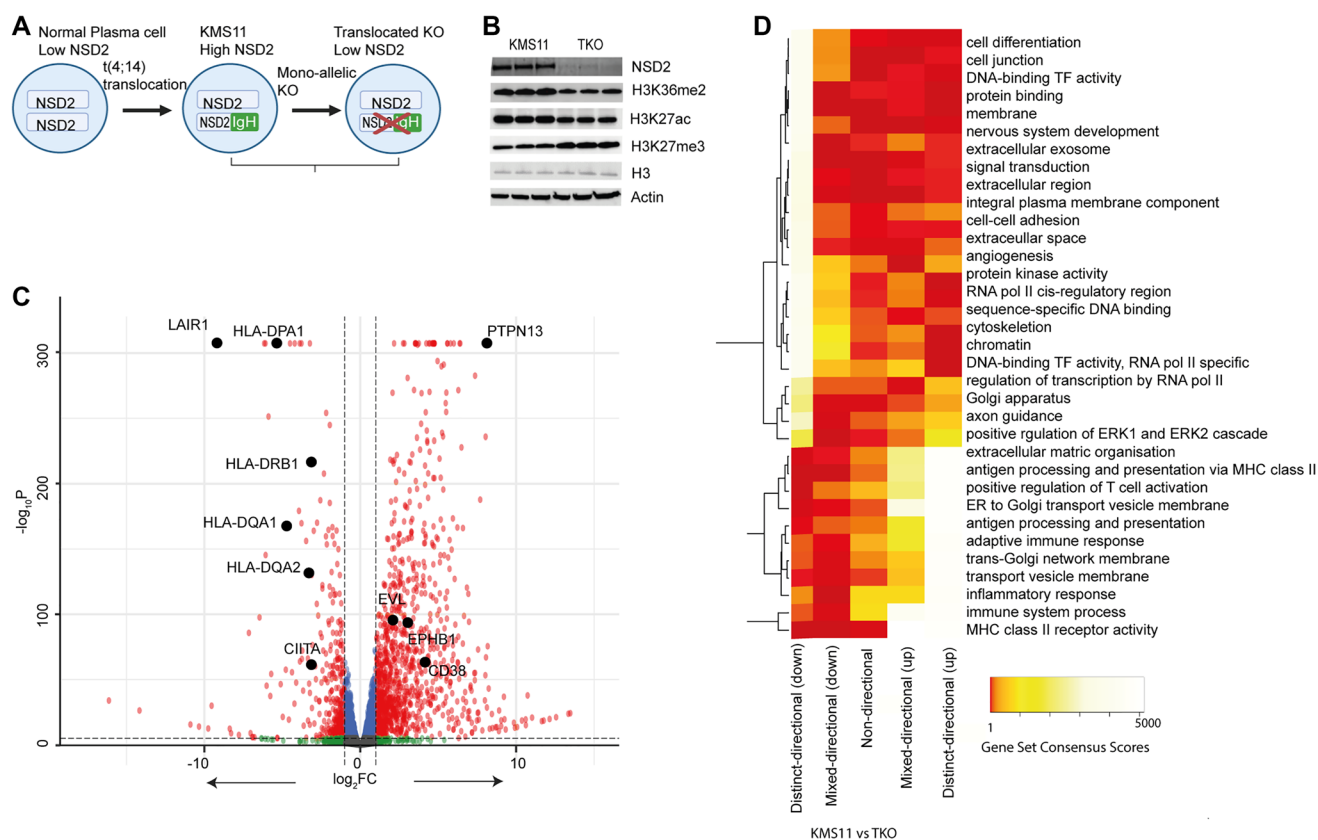 A
Normal Plasma cell
Low NSD2
t(4;14)
translocation
NSD2
NSD2
KMS11
High NSD2
Mono-allelic
KO
NSD2
NSD2 IgH
Translocated KO
Low NSD2
NSD2
NSD2 IgH
B
KMS11 TKO
NSD2
H3K36me2
H3K27ac
H3K27me3
H3
Actin
C
-log10P
300
200
100
0
LAIR1
HLA-DPA1
PTPN13
HLA-DRB1
HLA-DQA1
HLA-DQA2
EVL
EPHB1
CIITA
CD38
-10 0 10
log2FC
D
cell differentiation
cell junction
DNA-binding TF activity
protein binding
membrane
nervous system development
extracellular exosome
signal transduction
extracellular region
integral plasma membrane component
cell-cell adhesion
extraceullar space
angiogenesis
protein kinase activity
RNA pol II cis-regulatory region
sequence-specific DNA binding
cytoskeletion
chromatin
DNA-binding TF activity, RNA pol II specific
regulation of transcription by RNA pol II
Golgi apparatus
axon guidance
positive rgulation of ERK1 and ERK2 cascade
extracellular matric organisation
antigen processing and presentation via MHC class II
positive regulation of T cell activation
ER to Golgi transport vesicle membrane
antigen processing and presentation
adaptive immune response
trans-Golgi network membrane
transport vesicle membrane
inflammatory response
immune system process
MHC class II receptor activity
Distinct-directional (down)
Mixed-directional (down)
Non-directional
Mixed-directional (up)
Distinct-directional (up)
1 5000
Gene Set Consensus Scores
KMS11 vs TKO